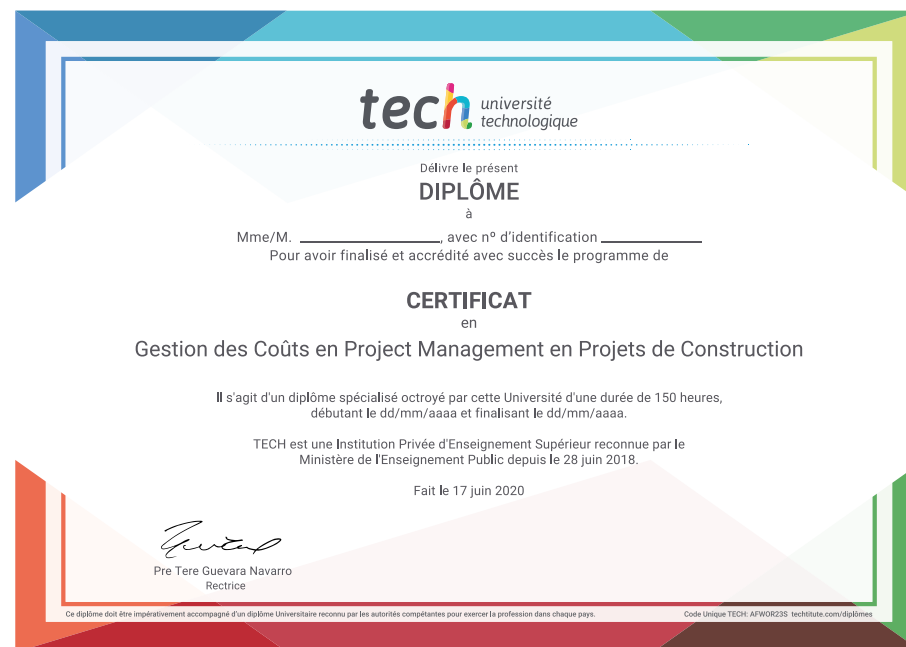 tech université
technologique
Délivre le présent
DIPLÔME
à
Mme/M. ____________________, avec nº d'identification ______________
Pour avoir finalisé et accrédité avec succès le programme de
CERTIFICAT
en
Gestion des Coûts en Project Management en Projets de Construction
Il s'agit d'un diplôme spécialisé octroyé par cette Université d'une durée de 150 heures,
débutant le dd/mm/aaaa et finalisant le dd/mm/aaaa.
TECH est une Institution Privée d'Enseignement Supérieur reconnue par le
Ministère de l'Enseignement Public depuis le 28 juin 2018.
Fait le 17 juin 2020
Pre Tere Guevara Navarro
Rectrice
Ce diplôme doit être impérativement accompagné d'un diplôme Universitaire reconnu par les autorités compétantes pour exercer la profession dans chaque pays. Code Unique TECH: AFWOR23S techtitute.com/diplômes